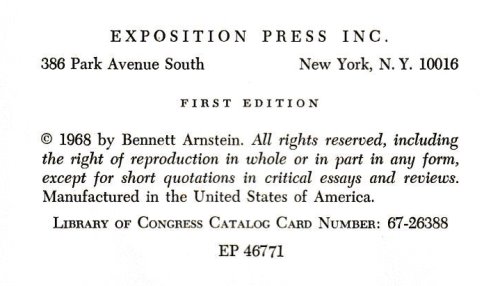 EXPOSITION PRESS INC.
386 Park Avenue South New York, N. Y. 10016
FIRST EDITION
© 1968 by Bennett Arnstein. All rights reserved, including
the right of reproduction in whole or in part in any form,
except for short quotations in critical essays and reviews.
Manufactured in the United States of America.
LIBRARY OF CONGRESS CATALOG CARD NUMBER: 67-26388
EP 46771